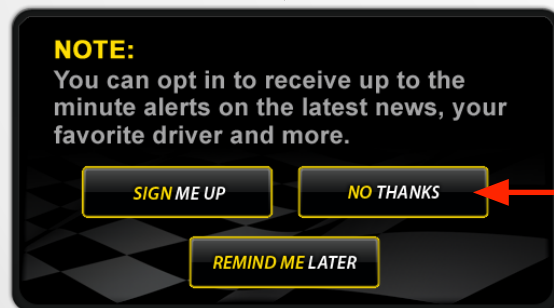 NOTE:
You can opt in to receive up to the
minute alerts on the latest news, your
favorite driver and more.
SIGN ME UP
NO THANKS
REMIND ME LATER